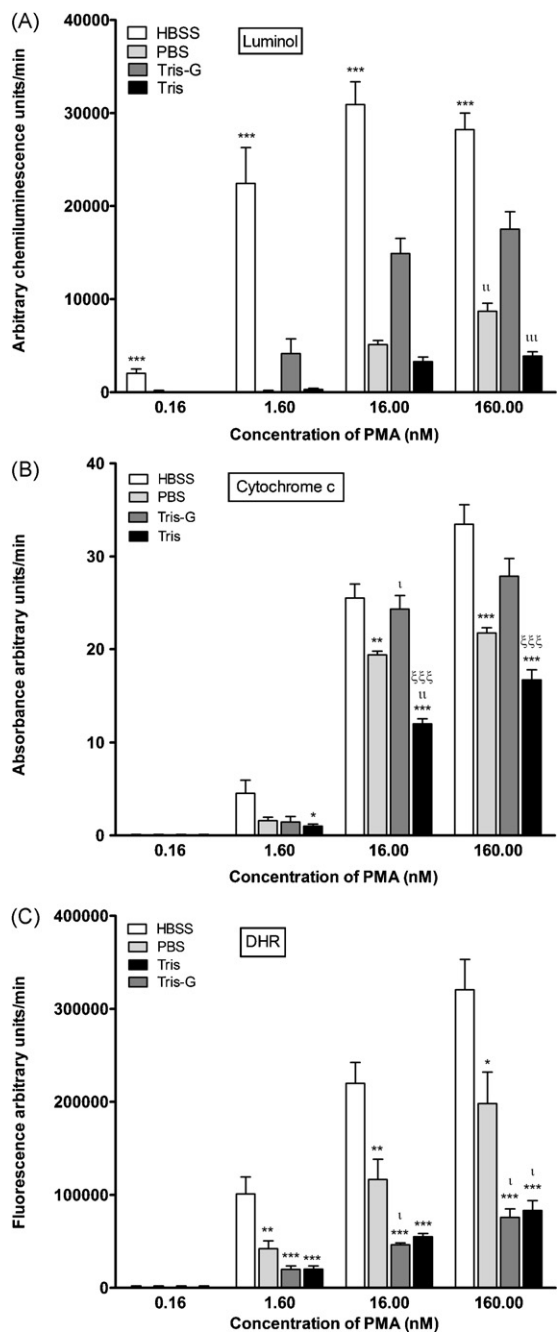 (A)
40000
30000
20000
10000
0
Arbitrary chemiluminescence units/min
HBSS
PBS
Tris-G
Tris
Luminol
***
***
***
***
ιι
ιιι
0.16 1.60 16.00 160.00
Concentration of PMA (nM)
(B)
40
30
20
10
0
Absorbance arbitrary units/min
HBSS
PBS
Tris-G
Tris
Cytochrome c
*
**
ι
ξξξ
ιι
***
***
ξξξ
***
0.16 1.60 16.00 160.00
Concentration of PMA (nM)
(C)
400000
300000
200000
100000
0
Fluorescence arbitrary units/min
HBSS
PBS
Tris
Tris-G
DHR
**
***
***
**
ι
***
***
*
ι
***
ι
***
0.16 1.60 16.00 160.00
Concentration of PMA (nM)